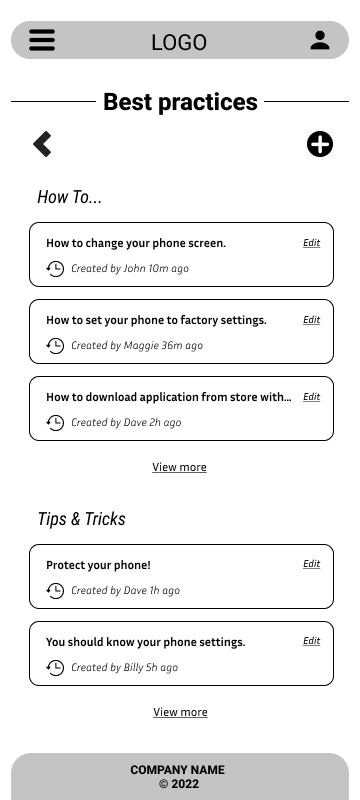 LOGO
Best practices
How To...
How to change your phone screen.
Edit
Created by John 10m ago
How to set your phone to factory settings.
Edit
Created by Maggie 36m ago
How to download application from store with...
Edit
Created by Dave 2h ago
View more
Tips & Tricks
Protect your phone!
Edit
Created by Dave 1h ago
You should know your phone settings.
Edit
Created by Billy 5h ago
View more
COMPANY NAME
© 2022